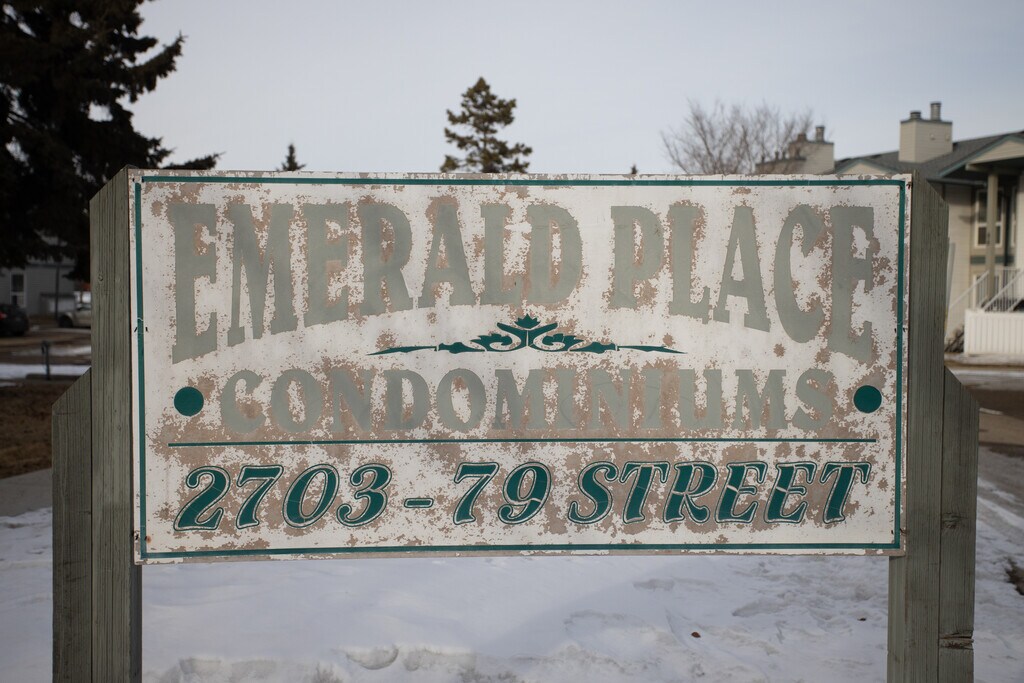 EMERALD PLACE
CONDOMINIUMS
2703 - 79 STREET